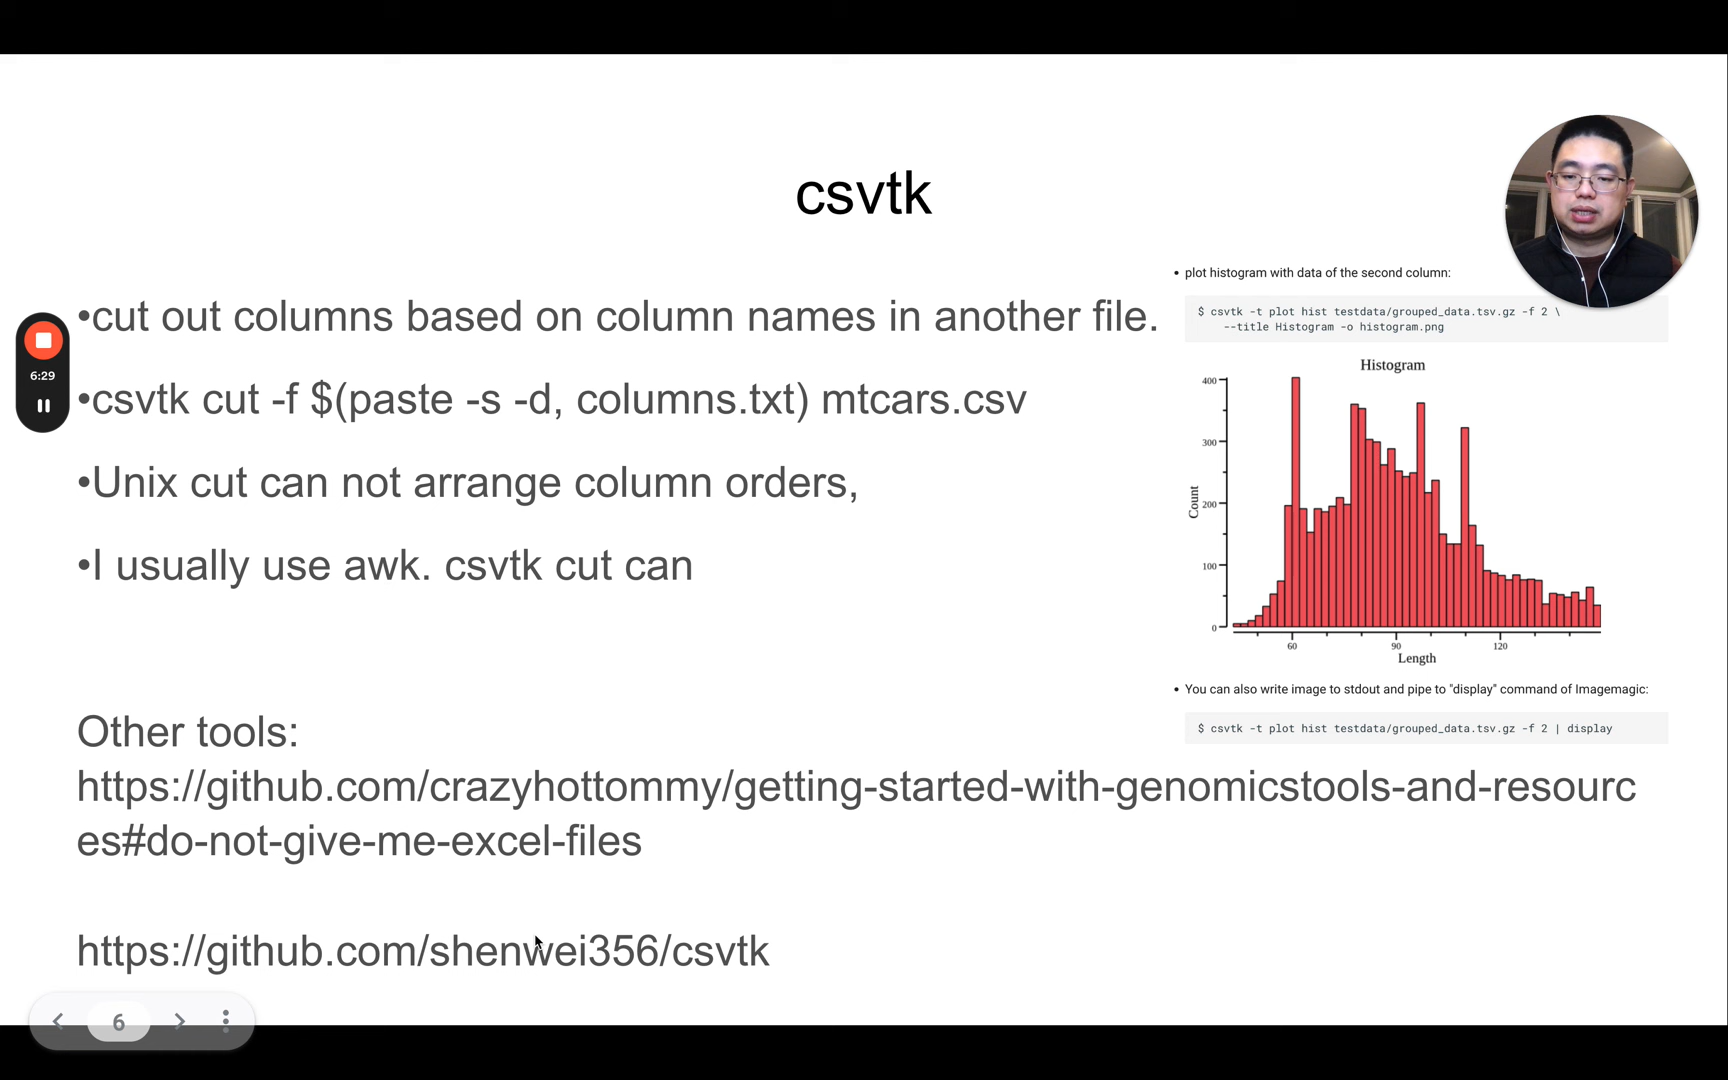 csvtk
•cut out columns based on column names in another file.
•csvtk cut -f $(paste -s -d, columns.txt) mtcars.csv
•Unix cut can not arrange column orders,
•I usually use awk. csvtk cut can
Other tools:
https://github.com/crazyhottommy/getting-started-with-genomicstools-and-resourc
es#do-not-give-me-excel-files
https://github.com/shenwei356/csvtk
• plot histogram with data of the second column:
$ csvtk -t plot hist testdata/grouped_data.tsv.gz -f 2 \
--title Histogram -o histogram.png
Histogram
400
300
200
100
0
Count
60
90
120
Length
• You can also write image to stdout and pipe to "display" command of Imagemagic:
$ csvtk -t plot hist testdata/grouped_data.tsv.gz -f 2 | display
6:29
6